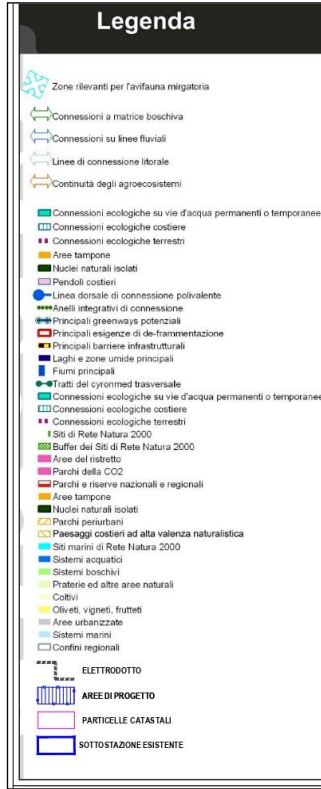 Legenda
Zone rilevanti per l'avifauna mirgatoria
Connessioni a matrice boschiva
Connessioni su linee fluviali
Linee di connessione litorale
Continuità degli agroecosistemi
Connessioni ecologiche su vie d'acqua permanenti o temporanee
Connessioni ecologiche costiere
Connessioni ecologiche terrestri
Aree tampone
Nuclei naturali isolati
Pendoli costieri
Linea dorsale di connessione polivalente
Anelli integrativi di connessione
Principali greenways potenziali
Principali esigenze di de-frammentazione
Principali barriere infrastrutturali
Laghi e zone umide principali
Fiumi principali
Tratti del cyronmed trasversale
Connessioni ecologiche su vie d'acqua permanenti o temporanee
Connessioni ecologiche costiere
Connessioni ecologiche terrestri
Siti di Rete Natura 2000
Buffer dei Siti di Rete Natura 2000
Aree del ristretto
Parchi della CO2
Parchi e riserve nazionali e regionali
Aree tampone
Nuclei naturali isolati
Parchi periurbani
Paesaggi costieri ad alta valenza naturalistica
Siti marini di Rete Natura 2000
Sistemi acquatici
Sistemi boschivi
Praterie ed altre aree naturali
Coltivi
Oliveti, vigneti, frutteti
Aree urbanizzate
Sistemi marini
Confini regionali
ELETTRODOTTO
AREE DI PROGETTO
PARTICELLE CATASTALI
SOTTOSTAZIONE ESISTENTE